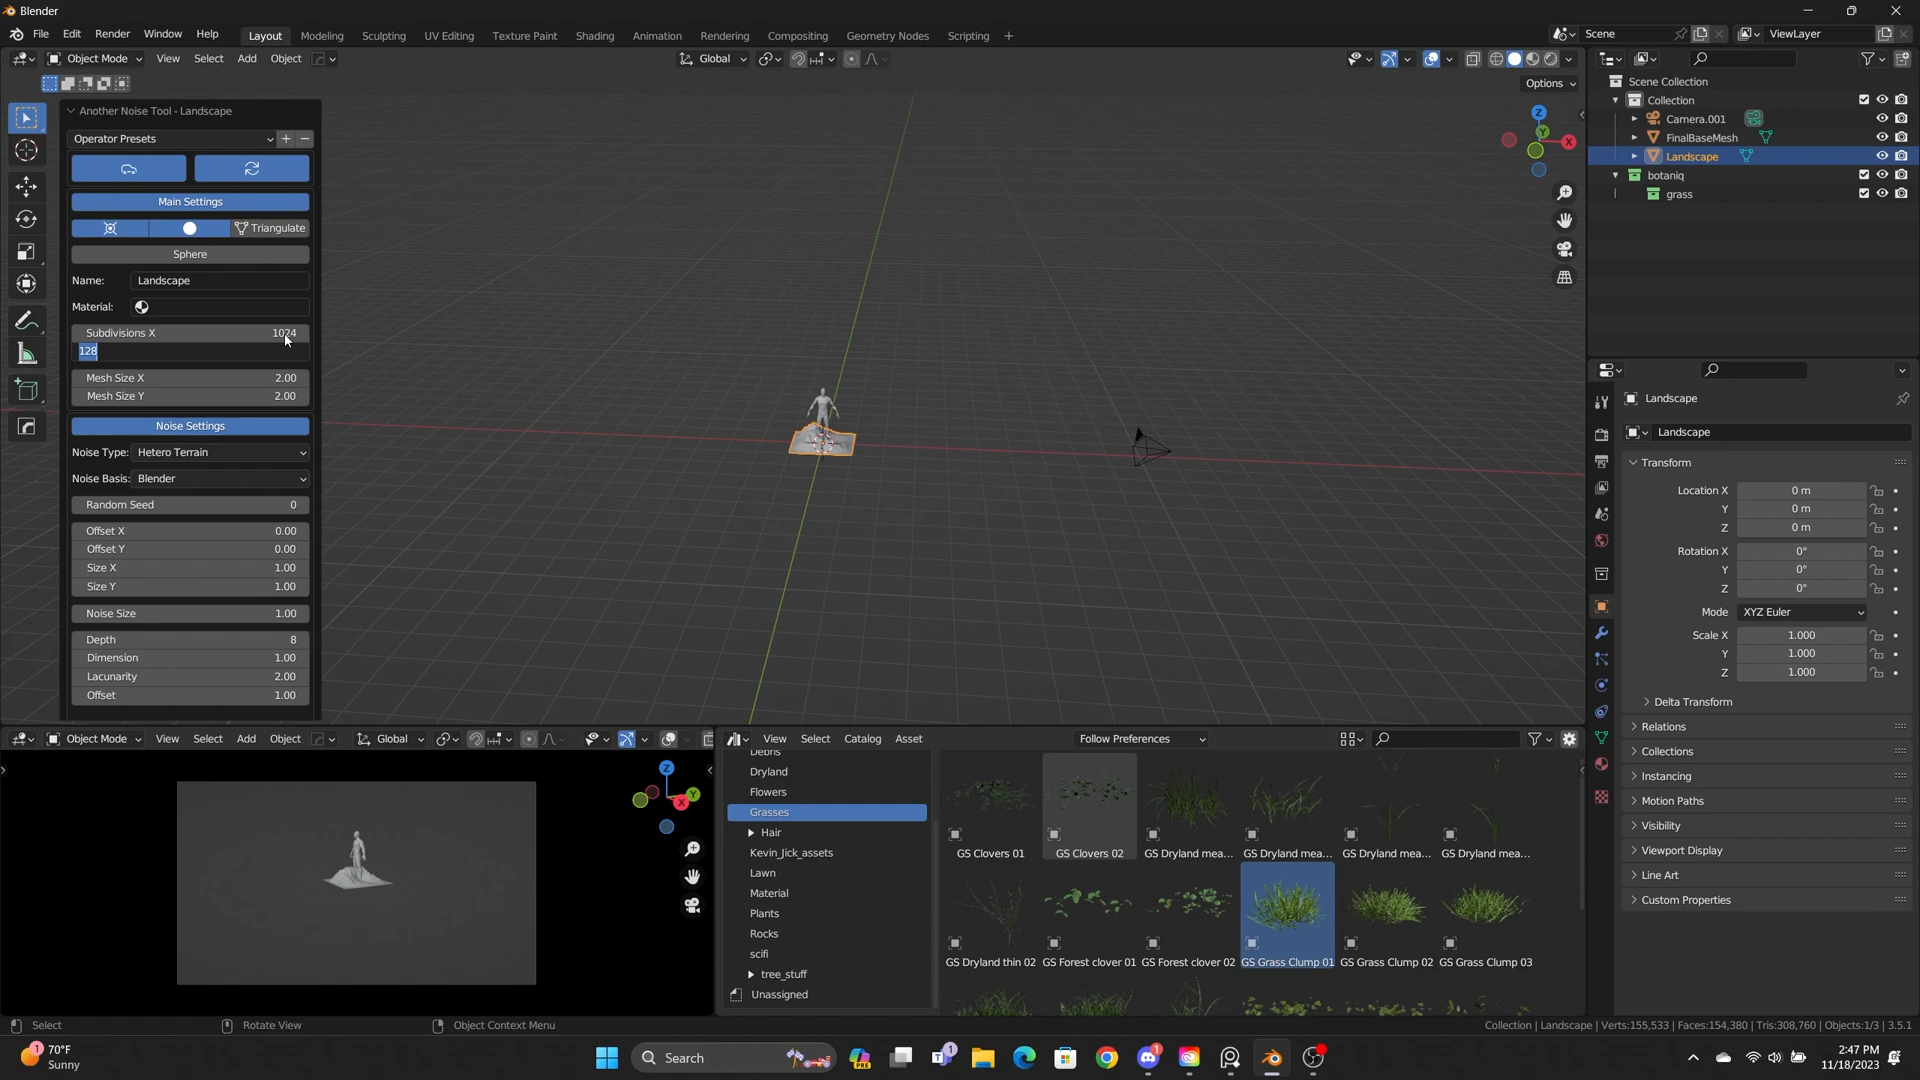 Blender
File Edit Render Window Help Layout Modeling Sculpting UV Editing Texture Paint Shading Animation Rendering Compositing Geometry Nodes Scripting + Scene ViewLayer
Object Mode View Select Add Object Global
Options
Scene Collection
Collection
Camera.001
FinalBaseMesh
Landscape
botaniq
grass
Another Noise Tool - Landscape
Operator Presets
Main Settings
Triangulate
Sphere
Name: Landscape
Material:
Subdivisions X 1024
128
Mesh Size X 2.00
Mesh Size Y 2.00
Noise Settings
Noise Type: Hetero Terrain
Noise Basis: Blender
Random Seed 0
Offset X 0.00
Offset Y 0.00
Size X 1.00
Size Y 1.00
Noise Size 1.00
Depth 8
Dimension 1.00
Lacunarity 2.00
Offset 1.00
Z
Y
X
Landscape
Landscape
Transform
Location X 0 m
Y 0 m
Z 0 m
Rotation X 0°
Y 0°
Z 0°
Mode XYZ Euler
Scale X 1.000
Y 1.000
Z 1.000
Delta Transform
Relations
Collections
Instancing
Motion Paths
Visibility
Viewport Display
Line Art
Custom Properties
Object Mode View Select Add Object Global
Z
Y
X
View Select Catalog Asset Follow Preferences
Debris
Dryland
Flowers
Grasses
Hair
Kevin_Jick_assets
Lawn
Material
Plants
Rocks
scifi
tree_stuff
Unassigned
GS Clovers 01 GS Clovers 02 GS Dryland mea... GS Dryland mea... GS Dryland mea... GS Dryland mea...
GS Dryland thin 02 GS Forest clover 01 GS Forest clover 02 GS Grass Clump 01 GS Grass Clump 02 GS Grass Clump 03
Select Rotate View Object Context Menu Collection | Landscape | Verts:155,533 | Faces:154,380 | Tris:308,760 | Objects:1/3 | 3.5.1
1 70°F
Sunny
Search
PRE
1
1
2:47 PM
11/18/2023